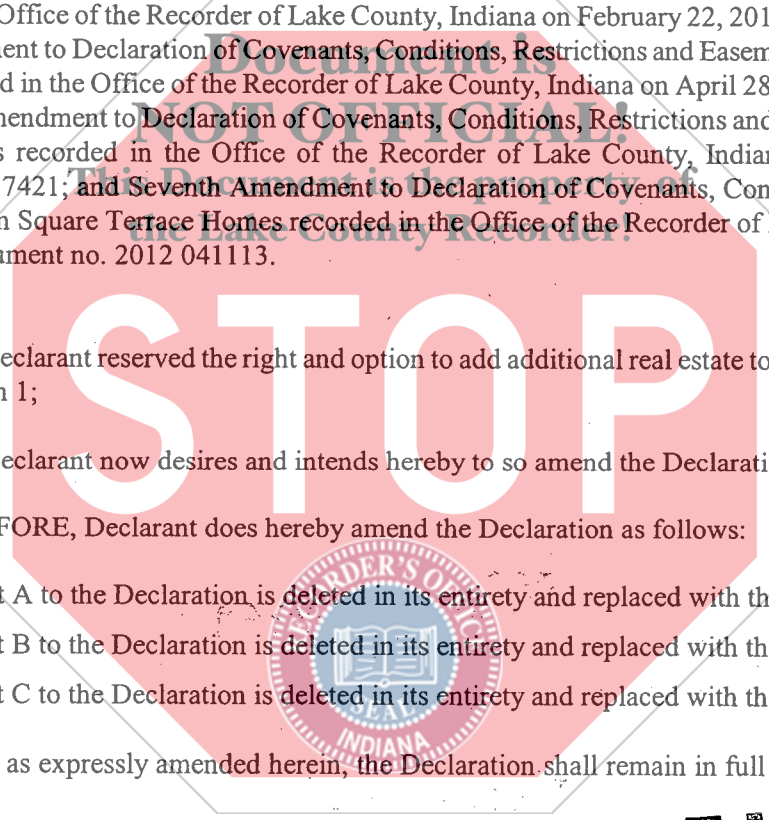 Office of the Recorder of Lake County, Indiana on February 22, 201
ent to Declaration of Covenants, Conditions, Restrictions and Easem
d in the Office of the Recorder of Lake County, Indiana on April 28
nendment to Declaration of Covenants, Conditions, Restrictions and
s recorded in the Office of the Recorder of Lake County, Indian
7421; and Seventh Amendment to Declaration of Covenants, Con
n Square Terrace Homes recorded in the Office of the Recorder of
ument no. 2012 041113.
Document is
NOT OFFICIAL!
This Document is the property of
the Lake County Recorder!
STOP
eclarant reserved the right and option to add additional real estate to
n 1;
eclarant now desires and intends hereby to so amend the Declarati
FORE, Declarant does hereby amend the Declaration as follows:
t A to the Declaration is deleted in its entirety and replaced with th
t B to the Declaration is deleted in its entirety and replaced with th
t C to the Declaration is deleted in its entirety and replaced with th
as expressly amended herein, the Declaration shall remain in full
RECORDER'S OFFICE
SEAL
INDIANA